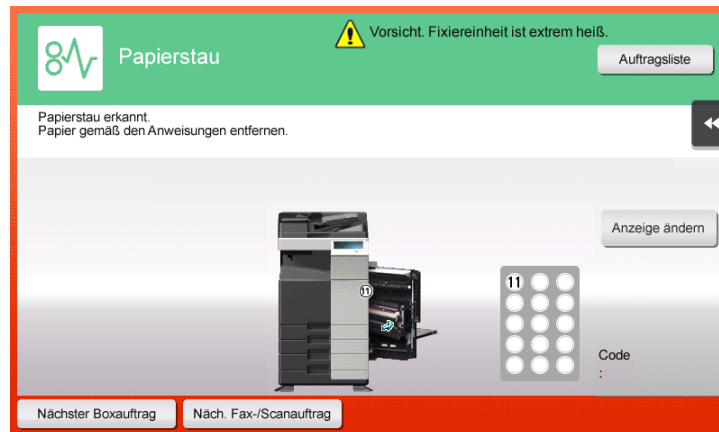 Vorsicht. Fixiereinheit ist extrem heiß.
Papierstau
Auftragsliste
Papierstau erkannt.
Papier gemäß den Anweisungen entfernen.
Anzeige ändern
11
11
Code
:
Nächster Boxauftrag
Näch. Fax-/Scanauftrag